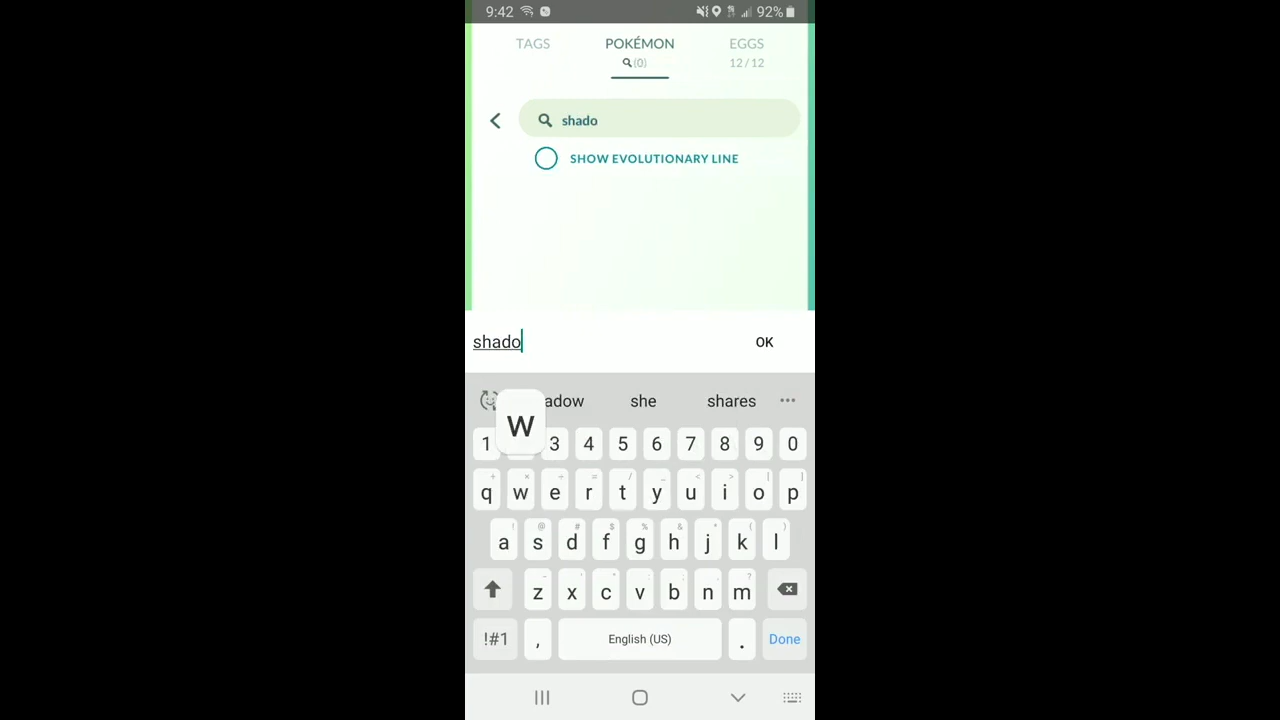 9:42 92%
TAGS POKÉMON EGGS
(0) 12/12
shado
SHOW EVOLUTIONARY LINE
shado OK
adow she shares ...
w
1 3 4 5 6 7 8 9 0
q w e r t y u i o p
a s d f g h j k l
z x c v b n m
!#1 , English (US) . Done